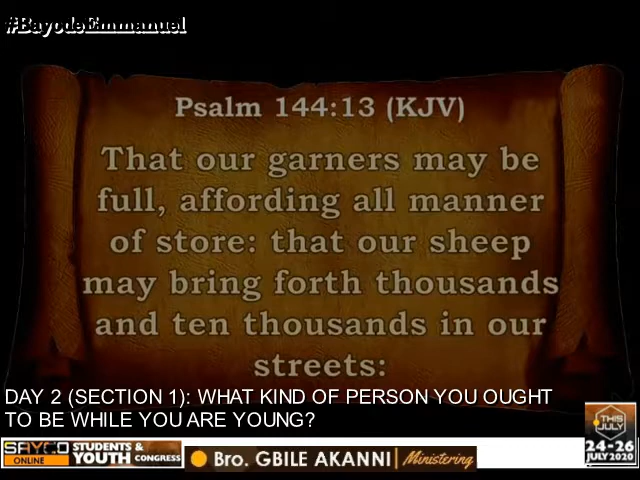 #BayodeEmmanuel
Psalm 144:13 (KJV)
That our garners may be
full, affording all manner
of store: that our sheep
may bring forth thousands
and ten thousands in our
streets:
DAY 2 (SECTION 1): WHAT KIND OF PERSON YOU OUGHT
TO BE WHILE YOU ARE YOUNG?
THIS
JULY
24-26
JULY 2020
SAYCO
ONLINE
STUDENTS &
YOUTH CONGRESS
Bro. GBILE AKANNI | Ministering